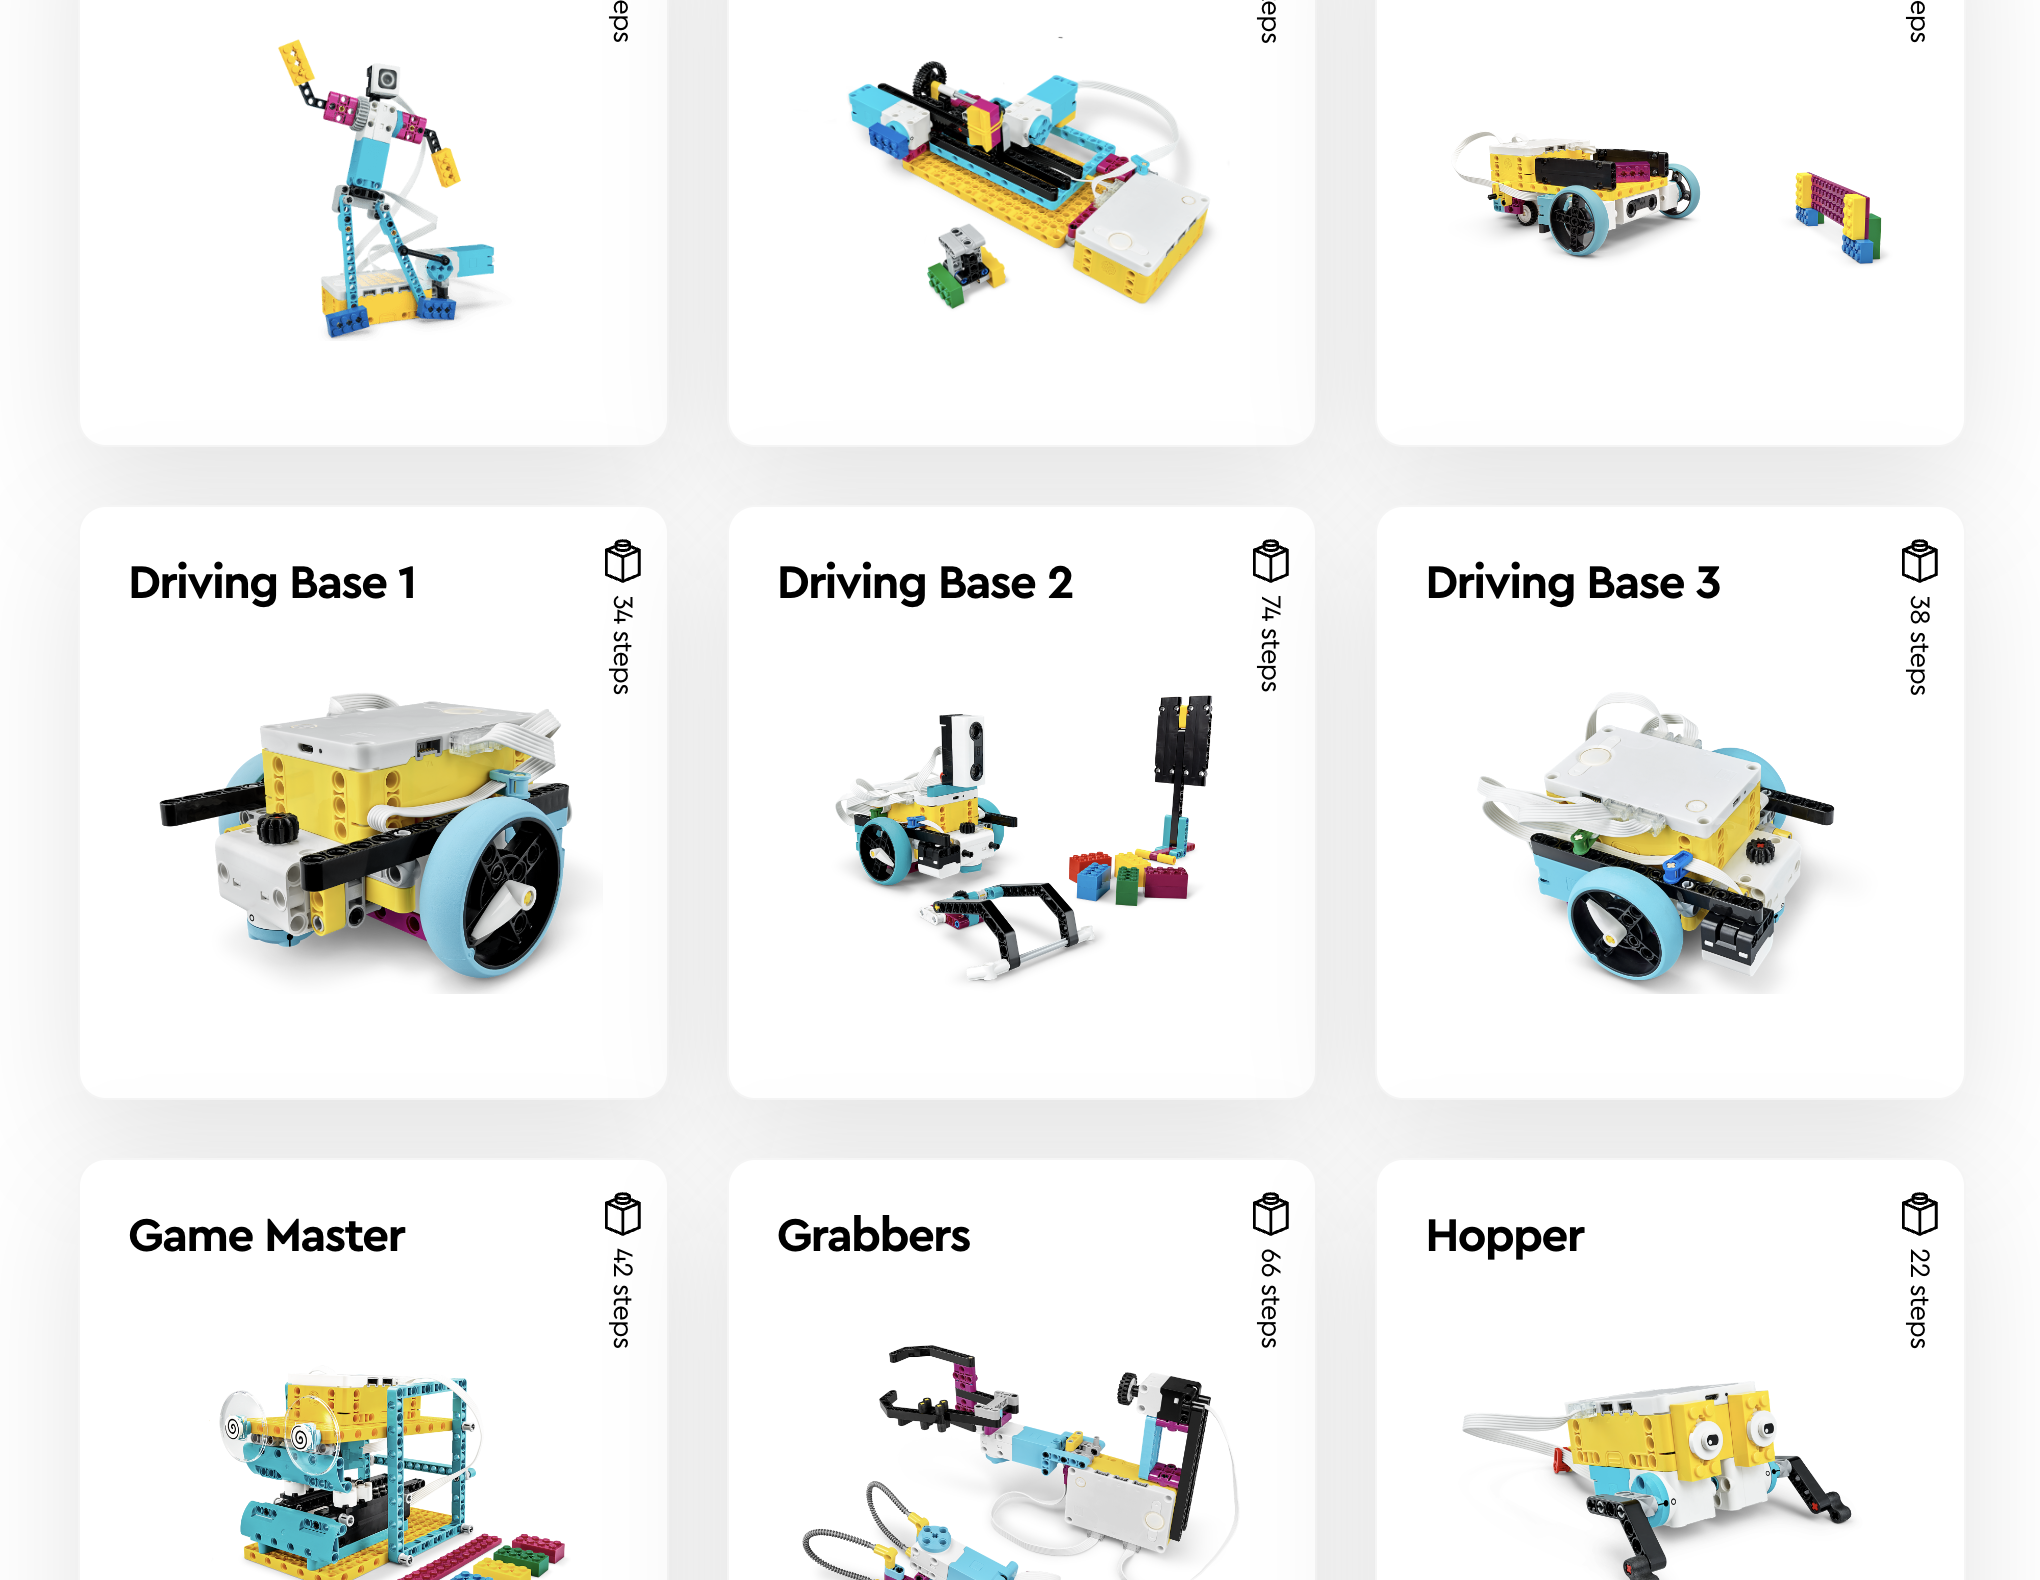 eps
eps
eps
Driving Base 1
34 steps
Driving Base 2
74 steps
Driving Base 3
38 steps
Game Master
42 steps
Grabbers
66 steps
Hopper
22 steps